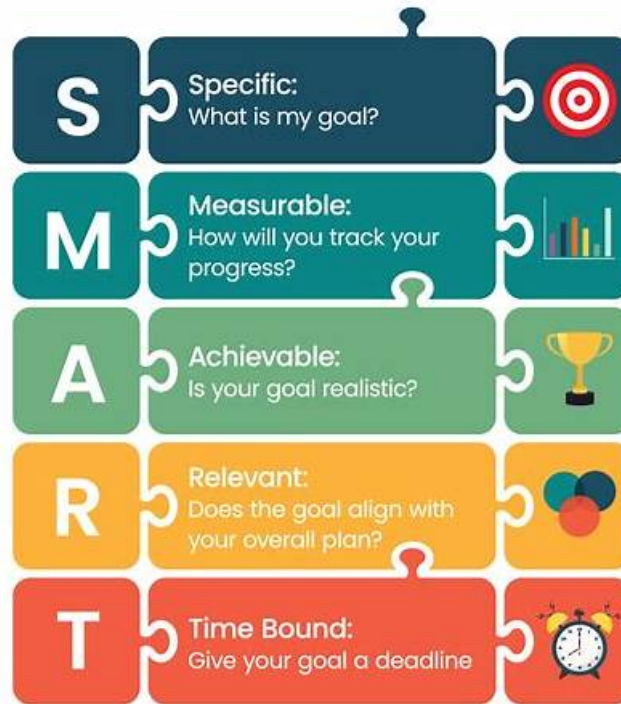 S
Specific:
What is my goal?
M
Measurable:
How will you track your
progress?
A
Achievable:
Is your goal realistic?
R
Relevant:
Does the goal align with
your overall plan?
T
Time Bound:
Give your goal a deadline